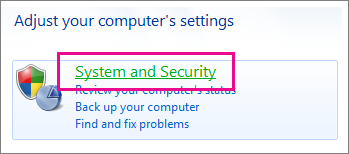 Adjust your computer's settings
System and Security
Review your computer's status
Back up your computer
Find and fix problems